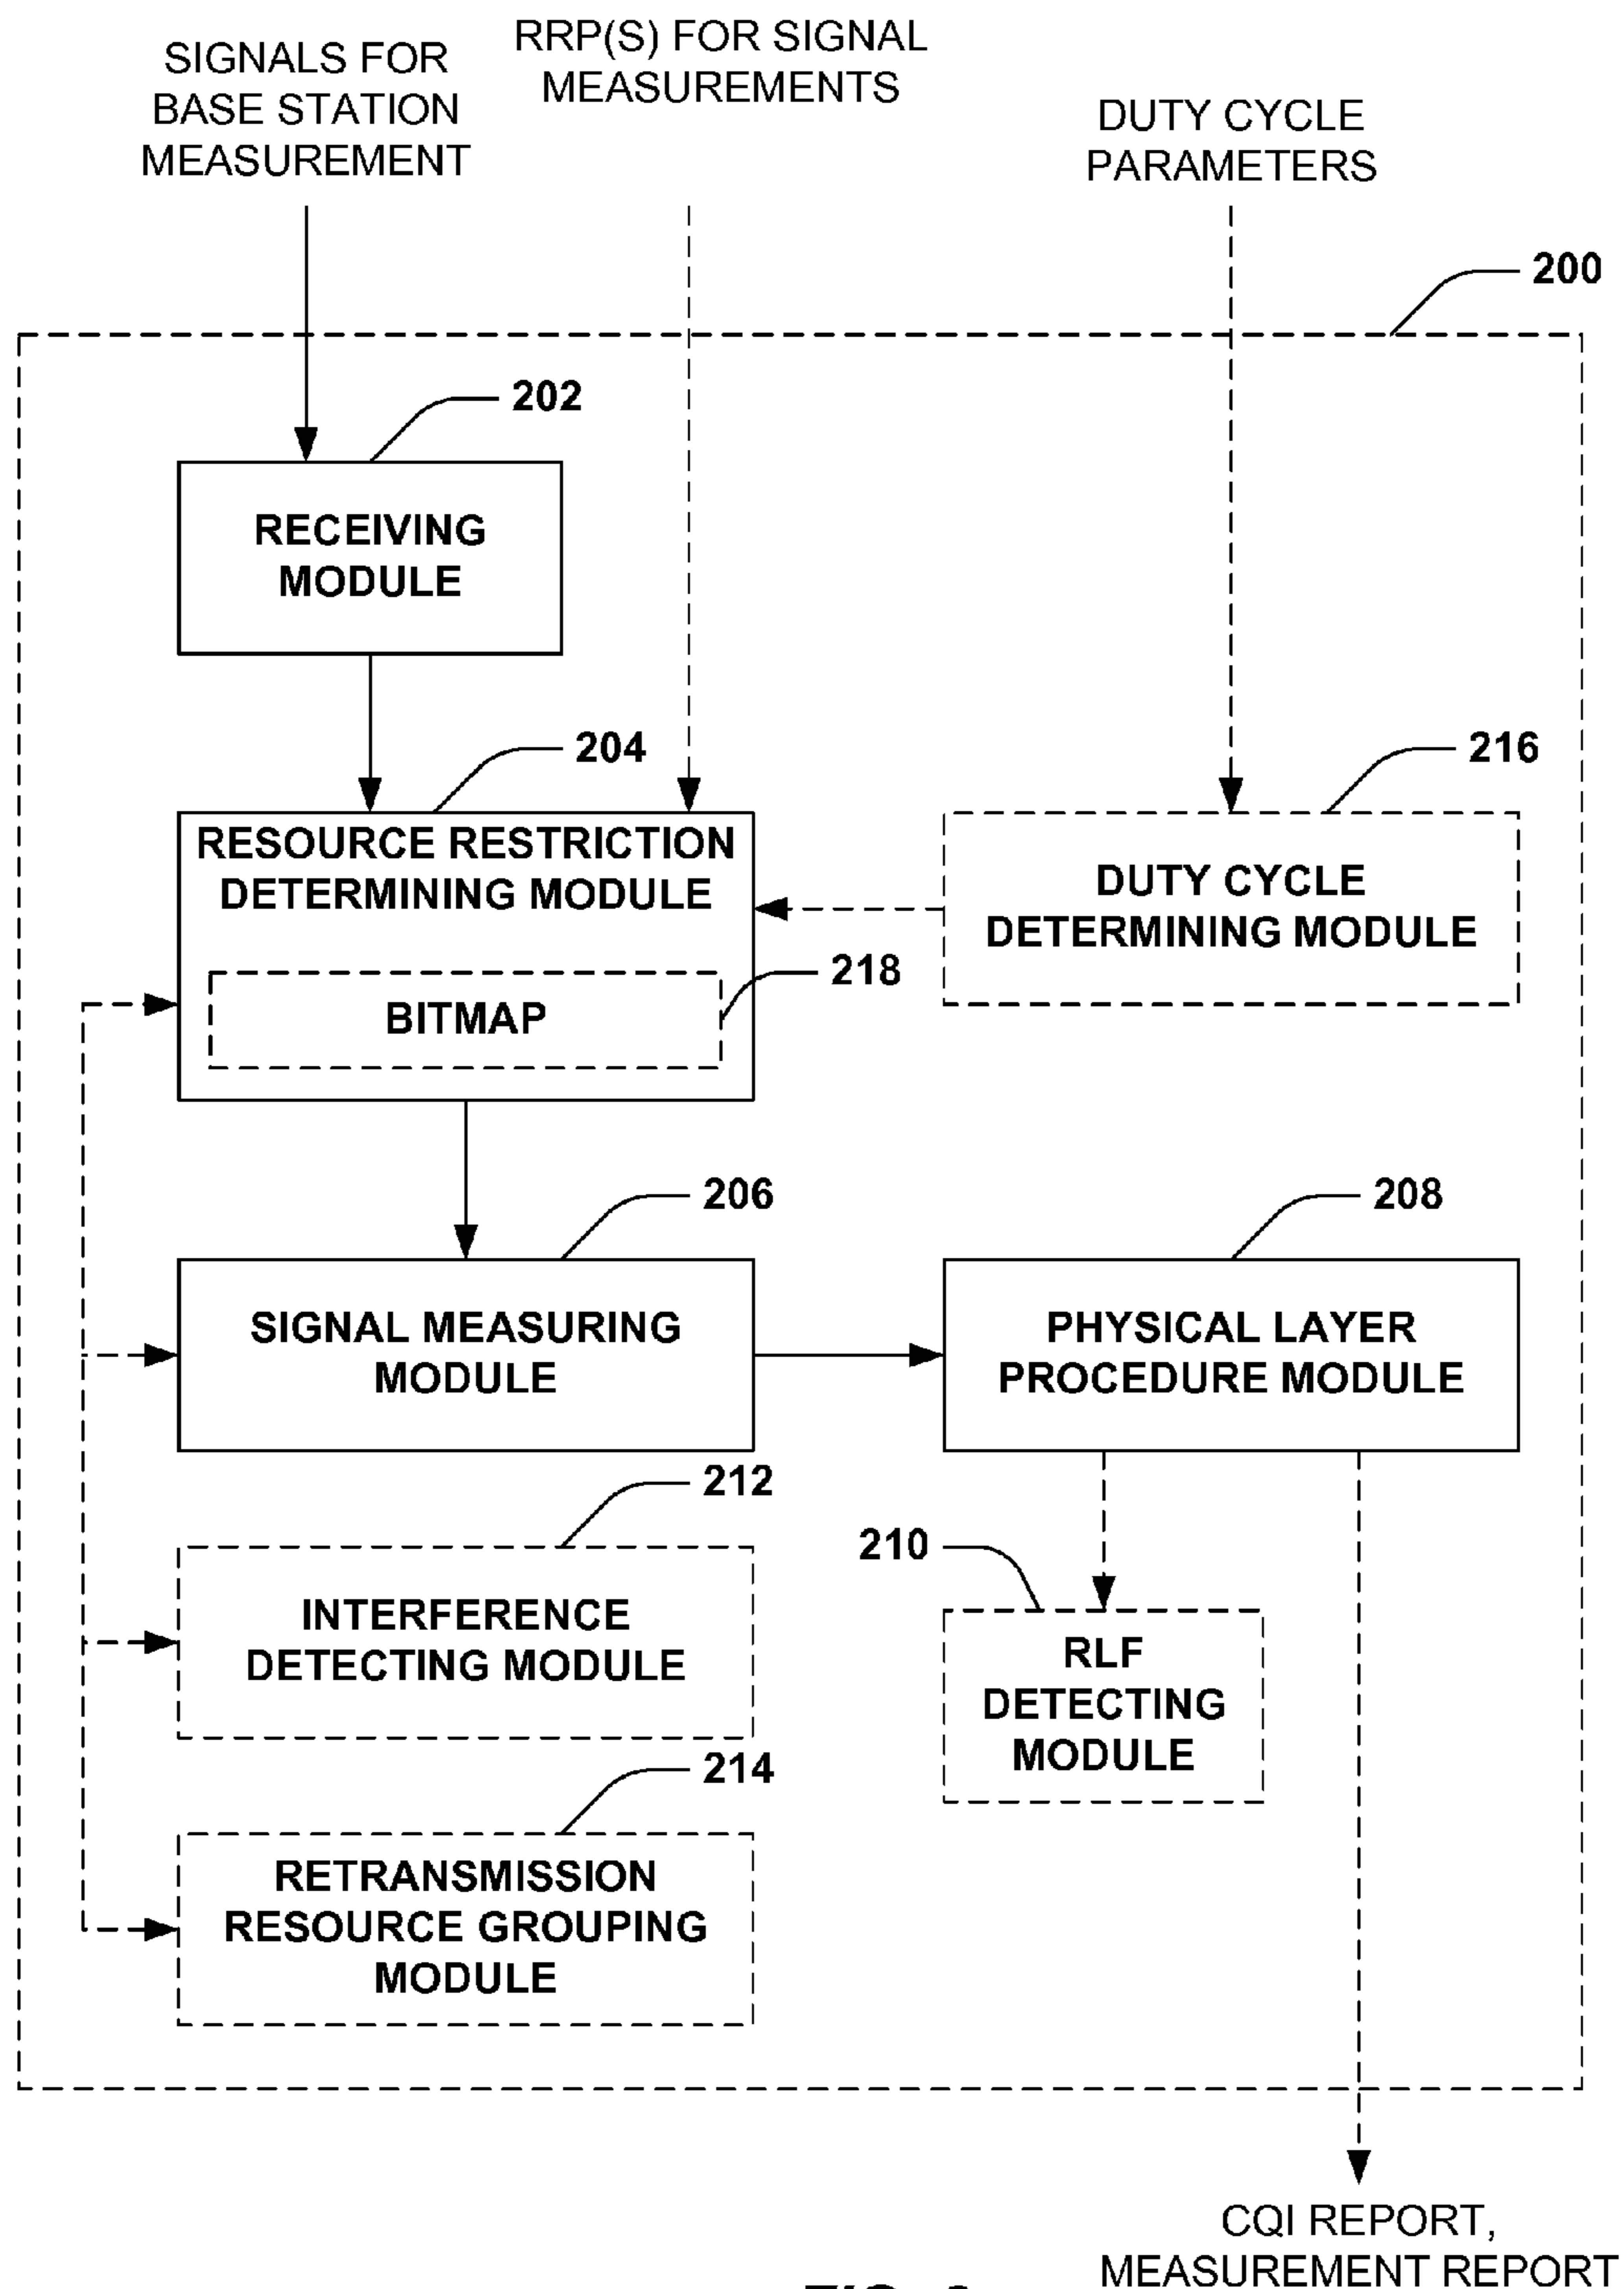 SIGNALS FOR
BASE STATION
MEASUREMENT
RRP(S) FOR SIGNAL
MEASUREMENTS
DUTY CYCLE
PARAMETERS
200
202
RECEIVING
MODULE
204
216
RESOURCE RESTRICTION
DETERMINING MODULE
DUTY CYCLE
DETERMINING MODULE
218
BITMAP
206
208
SIGNAL MEASURING
MODULE
PHYSICAL LAYER
PROCEDURE MODULE
212
210
INTERFERENCE
DETECTING MODULE
RLF
DETECTING
MODULE
214
RETRANSMISSION
RESOURCE GROUPING
MODULE
CQI REPORT,
MEASUREMENT REPORT